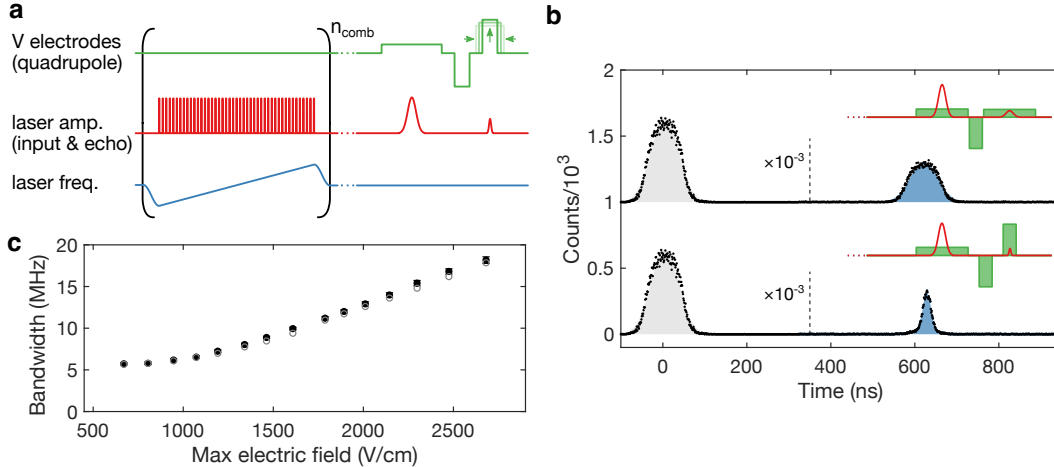 a
n_comb
V electrodes
(quadrupole)
laser amp.
(input & echo)
laser freq.
b
2
1.5
1
0.5
0
Counts/10³
×10⁻³
×10⁻³
0 200 400 600 800
Time (ns)
c
20
15
10
5
0
Bandwidth (MHz)
500 1000 1500 2000 2500
Max electric field (V/cm)